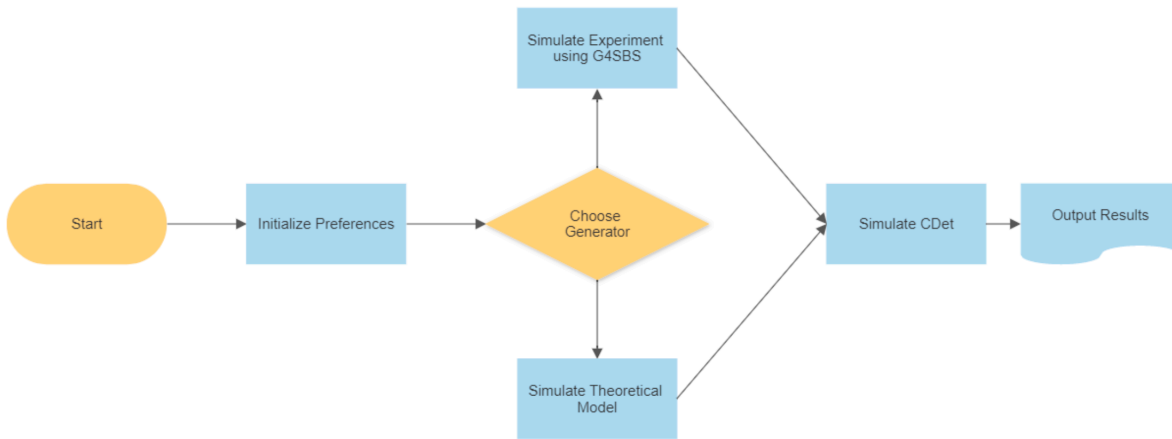 Start
Initialize Preferences
Choose
Generator
Simulate Experiment
using G4SBS
Simulate Theoretical
Model
Simulate CDet
Output Results